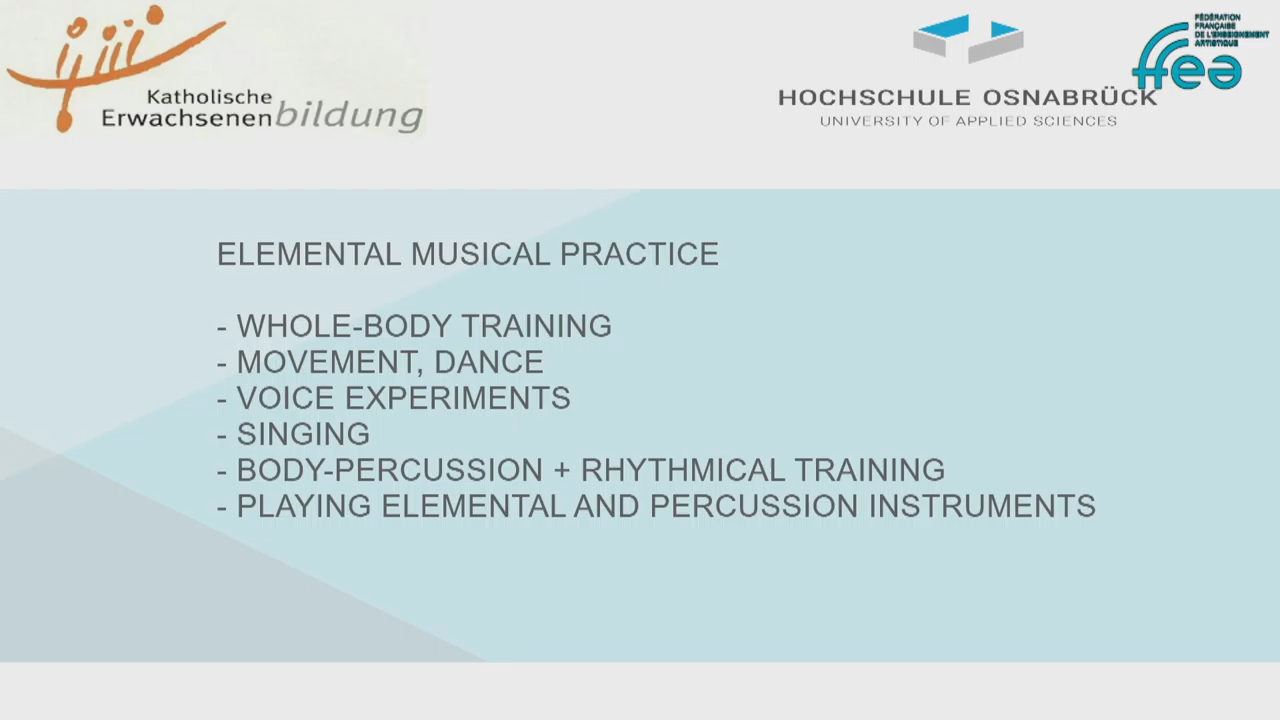 Katholische
Erwachsenenbildung
HOCHSCHULE OSNABRÜCK
UNIVERSITY OF APPLIED SCIENCES
FÉDÉRATION
FRANÇAISE
DE L'ENSEIGNEMENT
ARTISTIQUE
ffea
ELEMENTAL MUSICAL PRACTICE
- WHOLE-BODY TRAINING
- MOVEMENT, DANCE
- VOICE EXPERIMENTS
- SINGING
- BODY-PERCUSSION + RHYTHMICAL TRAINING
- PLAYING ELEMENTAL AND PERCUSSION INSTRUMENTS